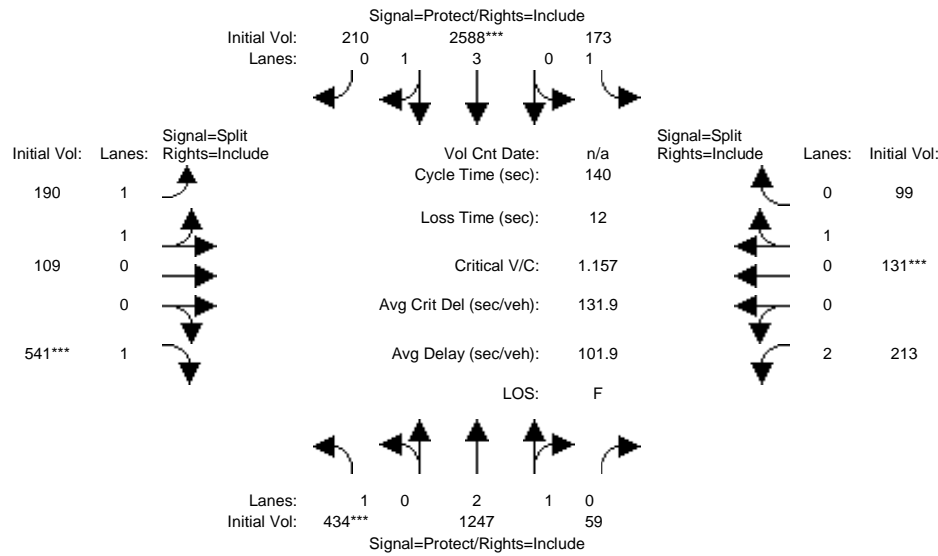 Signal=Protect/Rights=Include
Initial Vol: 210 2588*** 173
Lanes: 0 1 3 0 1
Signal=Split Signal=Split
Initial Vol: Lanes: Rights=Include Vol Cnt Date: n/a Rights=Include Lanes: Initial Vol:
Cycle Time (sec): 140
190 1 0 99
Loss Time (sec): 12
1 1
109 0 Critical V/C: 1.157 0 131***
0 Avg Crit Del (sec/veh): 131.9 0
541*** 1 Avg Delay (sec/veh): 101.9 2 213
LOS: F
Lanes: 1 0 2 1 0
Initial Vol: 434*** 1247 59
Signal=Protect/Rights=Include